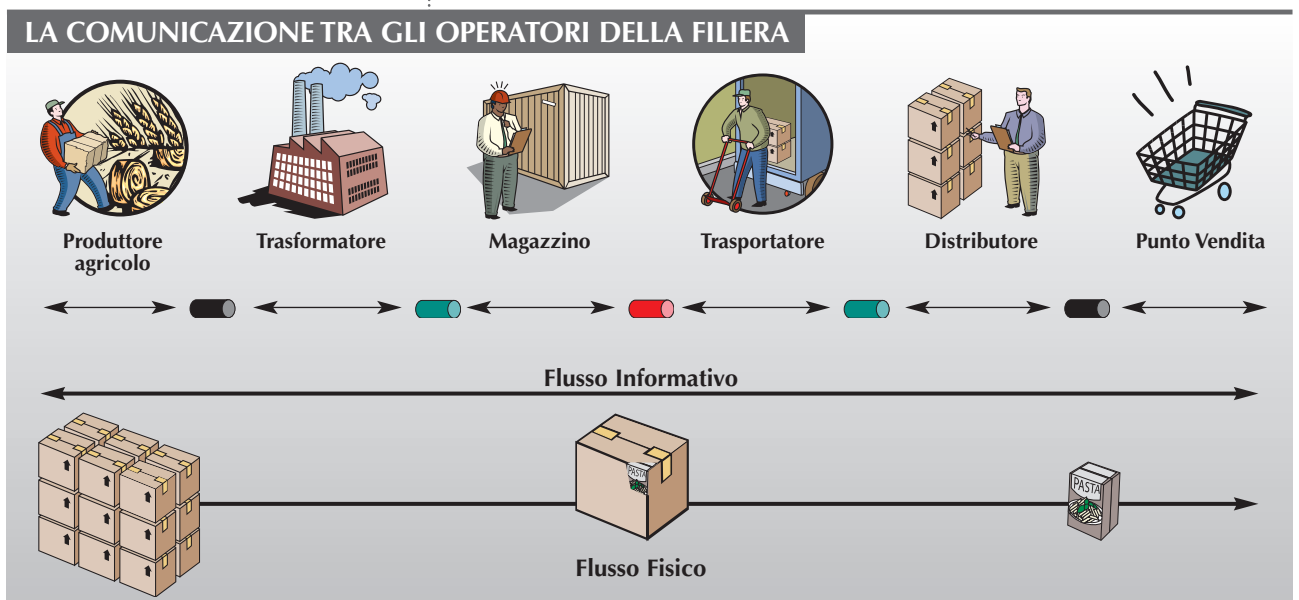 LA COMUNICAZIONE TRA GLI OPERATORI DELLA FILIERA
Produttore
agricolo
Trasformatore
Magazzino
Trasportatore
Distributore
Punto Vendita
Flusso Informativo
PASTA
PASTA
Flusso Fisico